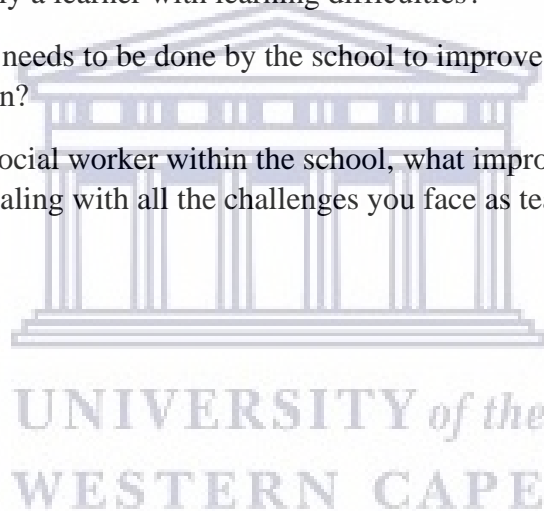 ly a learner with learning difficulties?
needs to be done by the school to improve
n?
ocial worker within the school, what impro
aling with all the challenges you face as tea
UNIVERSITY of the
WESTERN CAPE